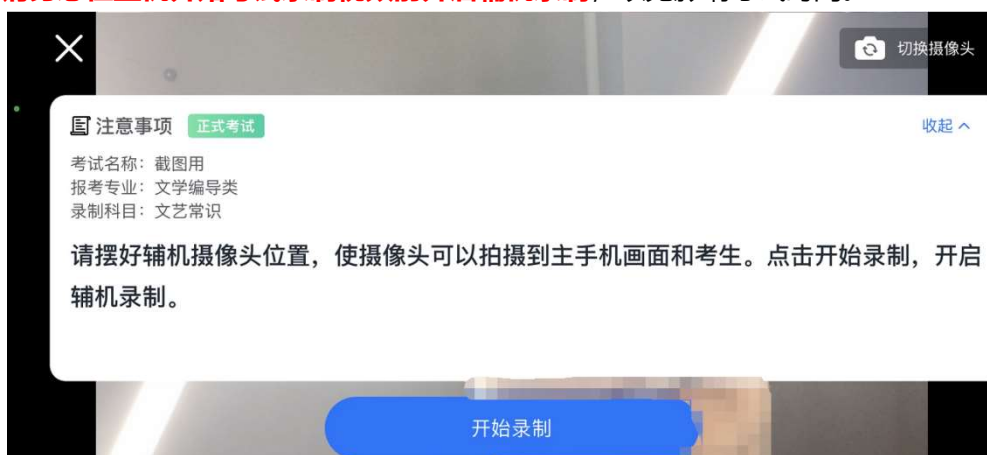 切换摄像头
注意事项 正式考试 收起
考试名称：截图用
报考专业：文学编导类
录制科目：文艺常识
请摆好辅机摄像头位置，使摄像头可以拍摄到主手机画面和考生。点击开始录制，开启
辅机录制。
开始录制